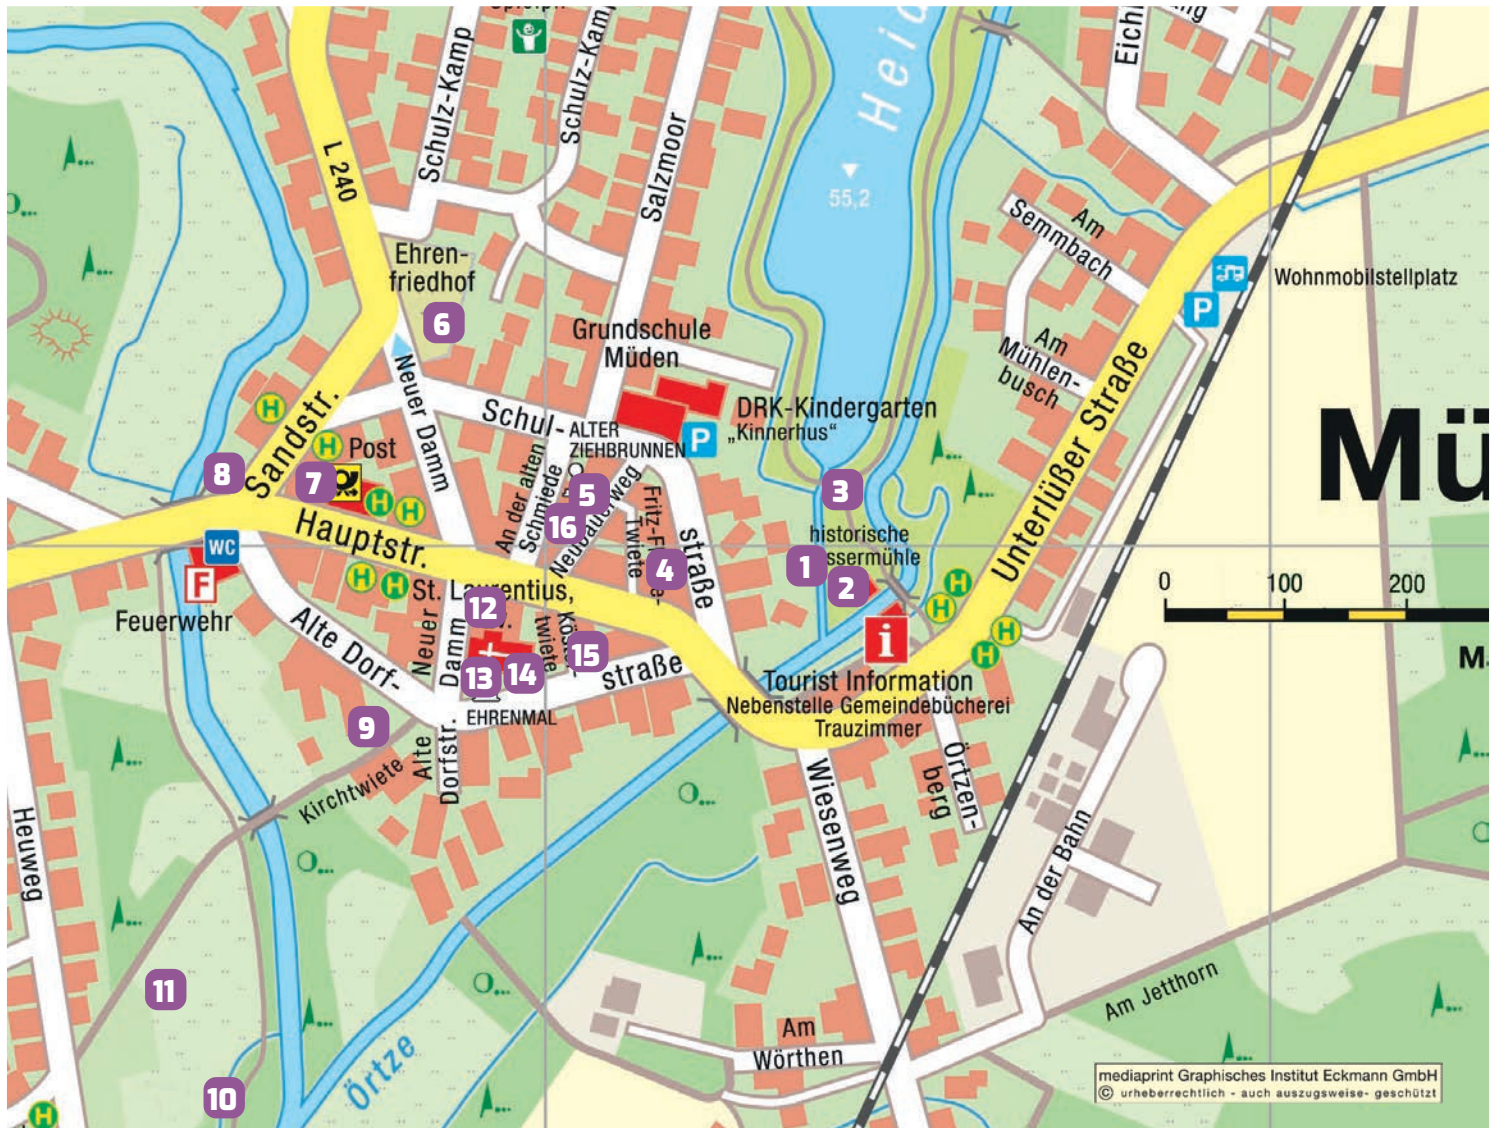 L 240
Schulz-Kamp
Schulz-Kamp
Salzmoor
Heid
55,2
Eich
Ehren-
friedhof
6
Grundschule
Müden
Am
Semmbach
P
Wohnmobilstellplatz
Am
Mühlen-
busch
Neuer Damm
Schul-
ALTER
ZIEHBRUNNEN
P
DRK-Kindergarten
„Kinnerhus“
Mü
H
H
Post
8
Sandstr.
7
H
H
Hauptstr.
An der alten
Schmiede
5
16
Neubauerweg
Fritz-
Twiete
4
straße
3
historische
1
2
Unterlüßer Straße
0 100 200
WC
F
Feuerwehr
H
H
St. Laurentius,
12
Neuer
Damm
13
14
15
twiete
straße
EHRENMAL
H
H
H
H
i
Tourist Information
Nebenstelle Gemeindebücherei
Trauzimmer
Alte Dorf-
9
Kirchtwiete
Alte
Dorfstr.
Heuweg
Wiesenweg
Örtzen-
berg
An der Bahn
11
10
Örtze
Am
Wörthen
Am Jetthorn
H
mediaprint Graphisches Institut Eckmann GmbH
© urheberrechtlich - auch auszugsweise- geschützt